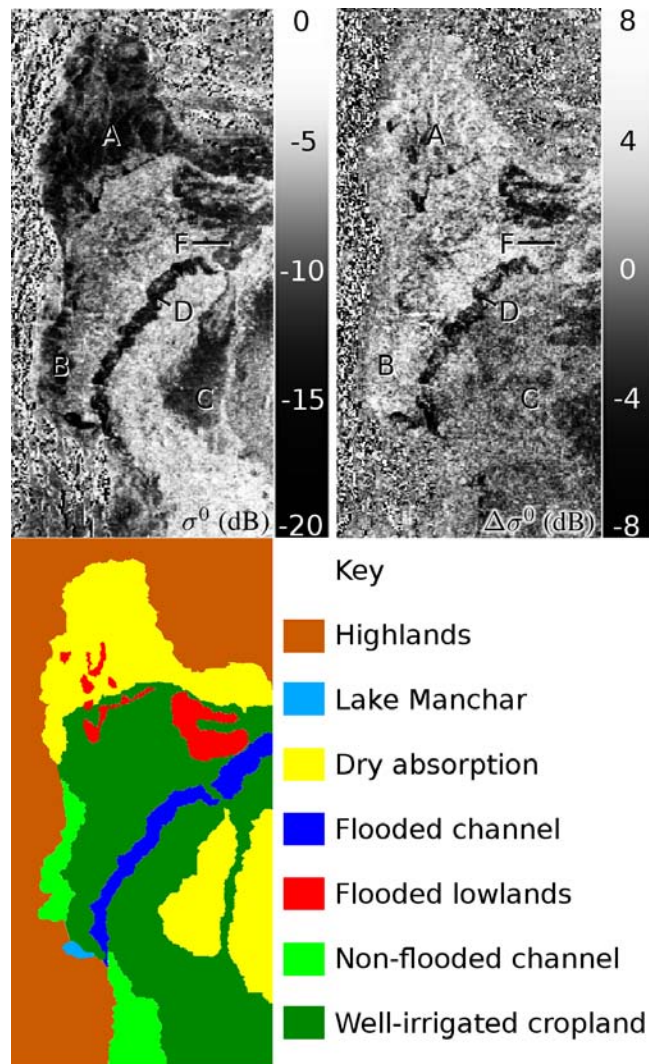 0
-5
-10
-15
-20
A
B
C
D
F
σ⁰ (dB)
8
4
0
-4
-8
A
B
C
D
F
Δσ⁰ (dB)
Key
Highlands
Lake Manchar
Dry absorption
Flooded channel
Flooded lowlands
Non-flooded channel
Well-irrigated cropland